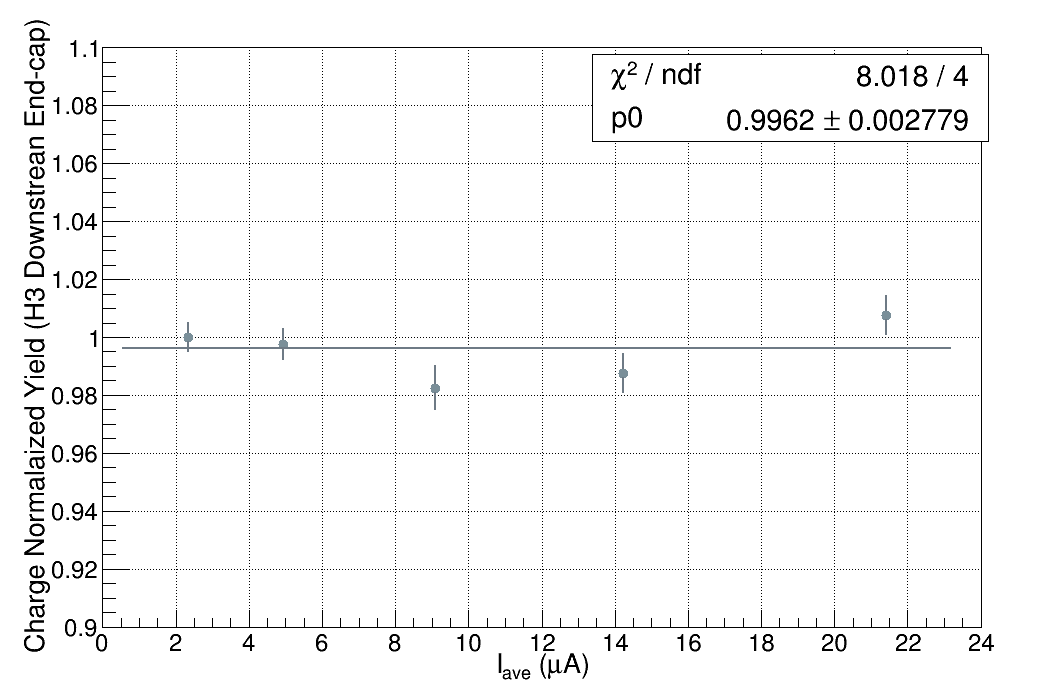 Charge Normalaized Yield (H3 Downstrean End-cap)
1.1
1.08
1.06
1.04
1.02
1
0.98
0.96
0.94
0.92
0.9
χ² / ndf 8.018 / 4
p0 0.9962 ± 0.002779
0 2 4 6 8 10 12 14 16 18 20 22 24
Iave (μA)